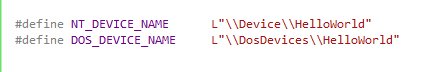 #define NT_DEVICE_NAME L"\\Device\\HelloWorld"
#define DOS_DEVICE_NAME L"\\DosDevices\\HelloWorld"